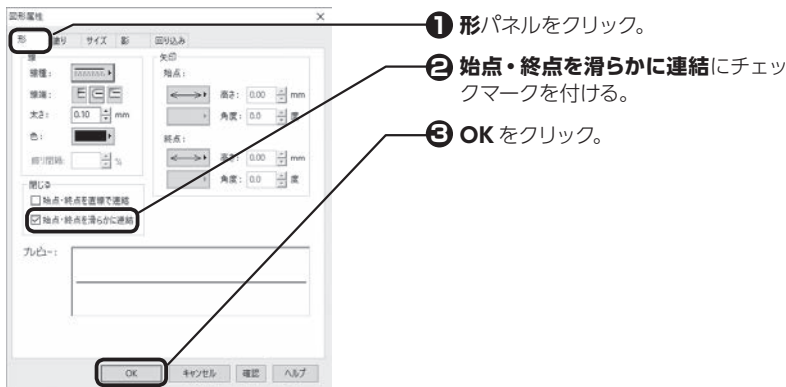 図形属性 ×
形 塗り サイズ 影 回り込み
線
線種：
線端：
太さ： 0.10 mm
色：
%
矢印
始点：
高さ： 0.00 mm
角度： 0.0 度
終点：
高さ： 0.00 mm
角度： 0.0 度
閉じる
始点・終点を直線で連結
始点・終点を滑らかに連結
プレビュー：
OK キャンセル 確認 ヘルプ
❶ 形パネルをクリック。
❷ 始点・終点を滑らかに連結にチェッ
クマークを付ける。
❸ OK をクリック。